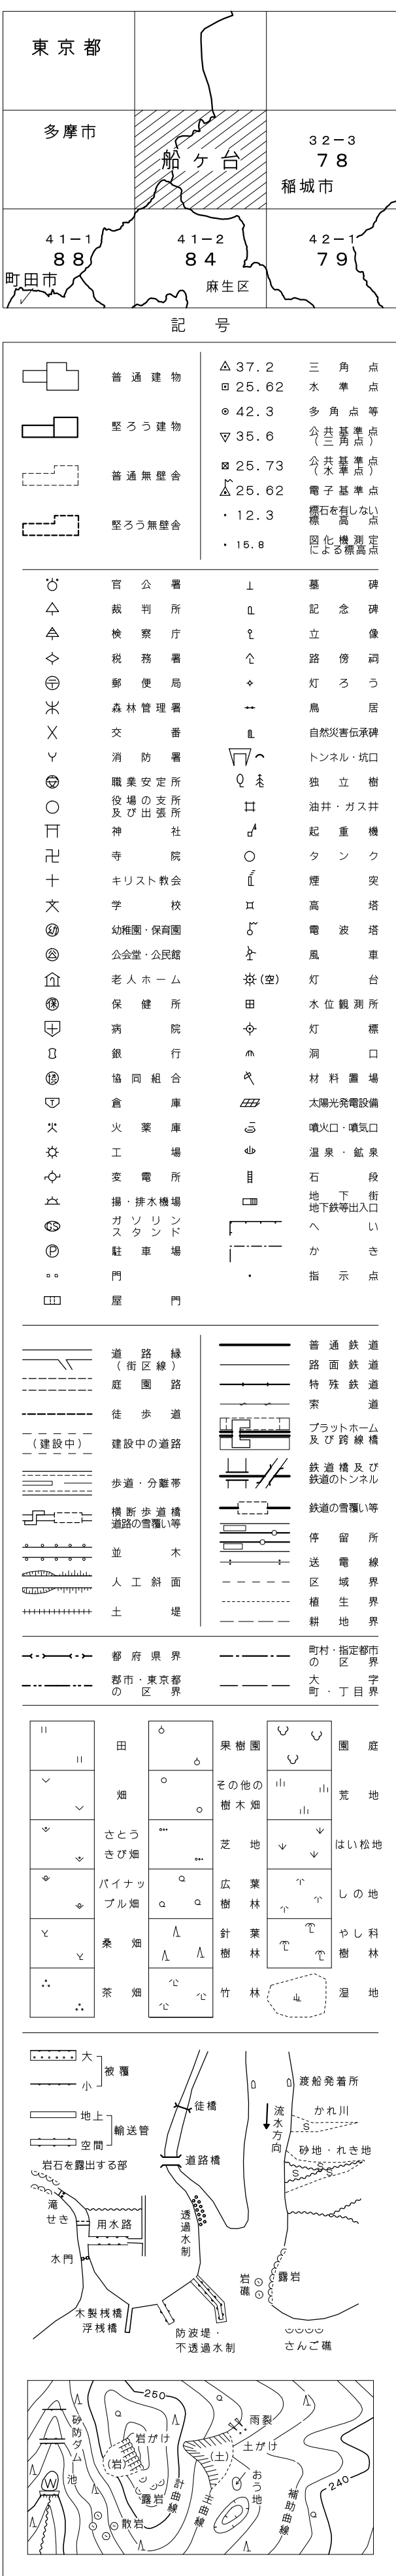 東京都
多摩市
船ヶ台
32-3
78
稲城市
41-1
88
町田市
41-2
84
麻生区
42-1
79
記号
普通建物
堅ろう建物
普通無壁舎
堅ろう無壁舎
37.2 三角点
25.62 水準点
42.3 多角点等
35.6 公共基準点
(三角点)
25.73 公共基準点
(水準点)
25.62 電子基準点
12.3 標石を有しない
標高点
15.8 図化機測定
による標高点
官公署
裁判所
検察庁
税務署
郵便局
森林管理署
交番
消防署
職業安定所
役場の支所
及び出張所
神社
寺院
キリスト教会
学校
幼 幼稚園・保育園
公 公会堂・公民館
老人ホーム
保 保健所
病院
銀行
協 協同組合
倉庫
火薬庫
工場
変電所
揚・排水機場
GS ガソリン
スタンド
P 駐車場
門
屋門
墓碑
記念碑
立像
路傍祠
灯ろう
鳥居
自然災害伝承碑
トンネル・坑口
独立樹
油井・ガス井
起重機
タンク
煙突
高塔
電波塔
風車
(空) 灯台
水位観測所
灯標
洞口
材料置場
太陽光発電設備
噴火口・噴気口
温泉・鉱泉
石段
地下街
地下鉄等出入口
へい
かき
指示点
道路縁
(街区線)
庭園路
徒歩道
(建設中) 建設中の道路
歩道・分離帯
横断歩道橋
道路の雪覆い等
並木
人工斜面
土堤
普通鉄道
路面鉄道
特殊鉄道
索道
プラットホーム
及び跨線橋
鉄道橋及び
鉄道のトンネル
鉄道の雪覆い等
停留所
送電線
区域界
植生界
耕地界
都府県界
郡市・東京都
の区界
町村・指定都市
の区界
大字
町・丁目界
田
畑
さとう
きび畑
パイナッ
プル畑
桑畑
茶畑
果樹園
その他の
樹木畑
芝地
広葉
樹林
針葉
樹林
竹林
園庭
荒地
はい松地
しの地
やし科
樹林
湿地
大
小
被覆
地上
空間
輸送管
岩石を露出する部
滝
せき
用水路
水門
木製桟橋
浮桟橋
徒橋
道路橋
透過水制
防波堤・
不透過水制
渡船発着所
流水方向
かれ川
S
砂地・れき地
S
S
岩礁
露岩
さんご礁
250
砂防ダム
池
W
岩がけ
(岩)
露岩
散岩
計曲線
主曲線
(土)
土がけ
雨裂
おう地
補助曲線
240